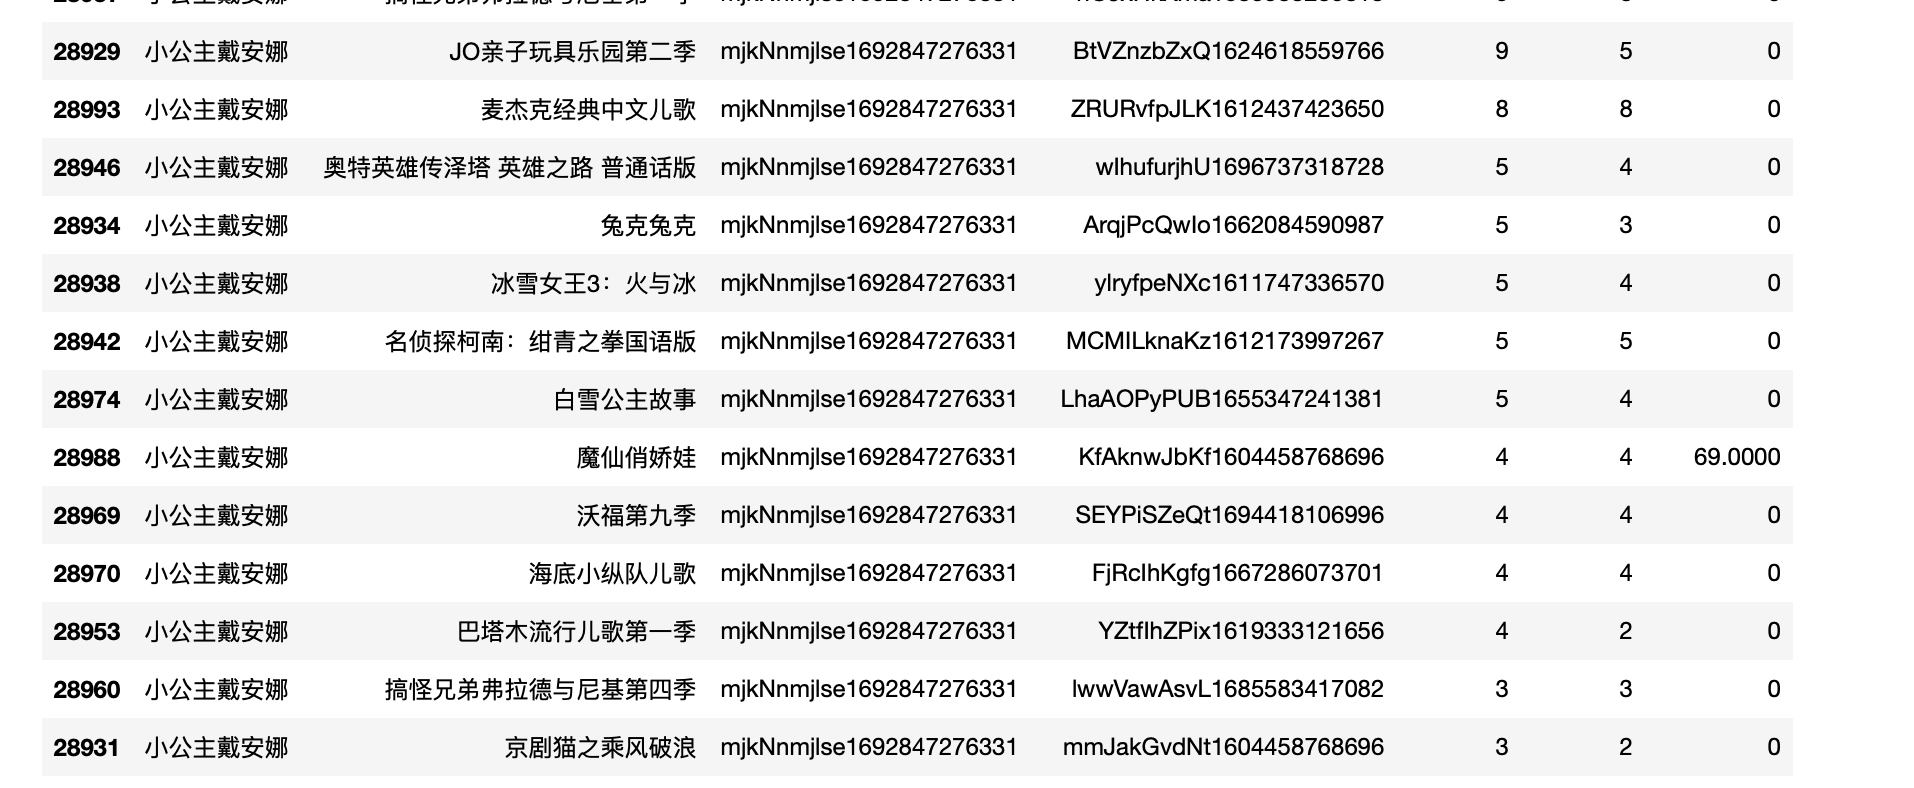 28929 小公主戴安娜 JO亲子玩具乐园第二季 mjkNnmjlse1692847276331 BtVZnzbZxQ1624618559766 9 5 0
28993 小公主戴安娜 麦杰克经典中文儿歌 mjkNnmjlse1692847276331 ZRURvfpJLK1612437423650 8 8 0
28946 小公主戴安娜 奥特英雄传泽塔 英雄之路 普通话版 mjkNnmjlse1692847276331 wIhufurjhU1696737318728 5 4 0
28934 小公主戴安娜 兔克兔克 mjkNnmjlse1692847276331 ArqjPcQwIo1662084590987 5 3 0
28938 小公主戴安娜 冰雪女王3：火与冰 mjkNnmjlse1692847276331 ylryfpeNXc1611747336570 5 4 0
28942 小公主戴安娜 名侦探柯南：绀青之拳国语版 mjkNnmjlse1692847276331 MCMILknaKz1612173997267 5 5 0
28974 小公主戴安娜 白雪公主故事 mjkNnmjlse1692847276331 LhaAOPyPUB1655347241381 5 4 0
28988 小公主戴安娜 魔仙俏娇娃 mjkNnmjlse1692847276331 KfAknwJbKf1604458768696 4 4 69.0000
28969 小公主戴安娜 沃福第九季 mjkNnmjlse1692847276331 SEYPiSZeQt1694418106996 4 4 0
28970 小公主戴安娜 海底小纵队儿歌 mjkNnmjlse1692847276331 FjRclhKgfg1667286073701 4 4 0
28953 小公主戴安娜 巴塔木流行儿歌第一季 mjkNnmjlse1692847276331 YZtflhZPix1619333121656 4 2 0
28960 小公主戴安娜 搞怪兄弟弗拉德与尼基第四季 mjkNnmjlse1692847276331 lwwVawAsvL1685583417082 3 3 0
28931 小公主戴安娜 京剧猫之乘风破浪 mjkNnmjlse1692847276331 mmJakGvdNt1604458768696 3 2 0